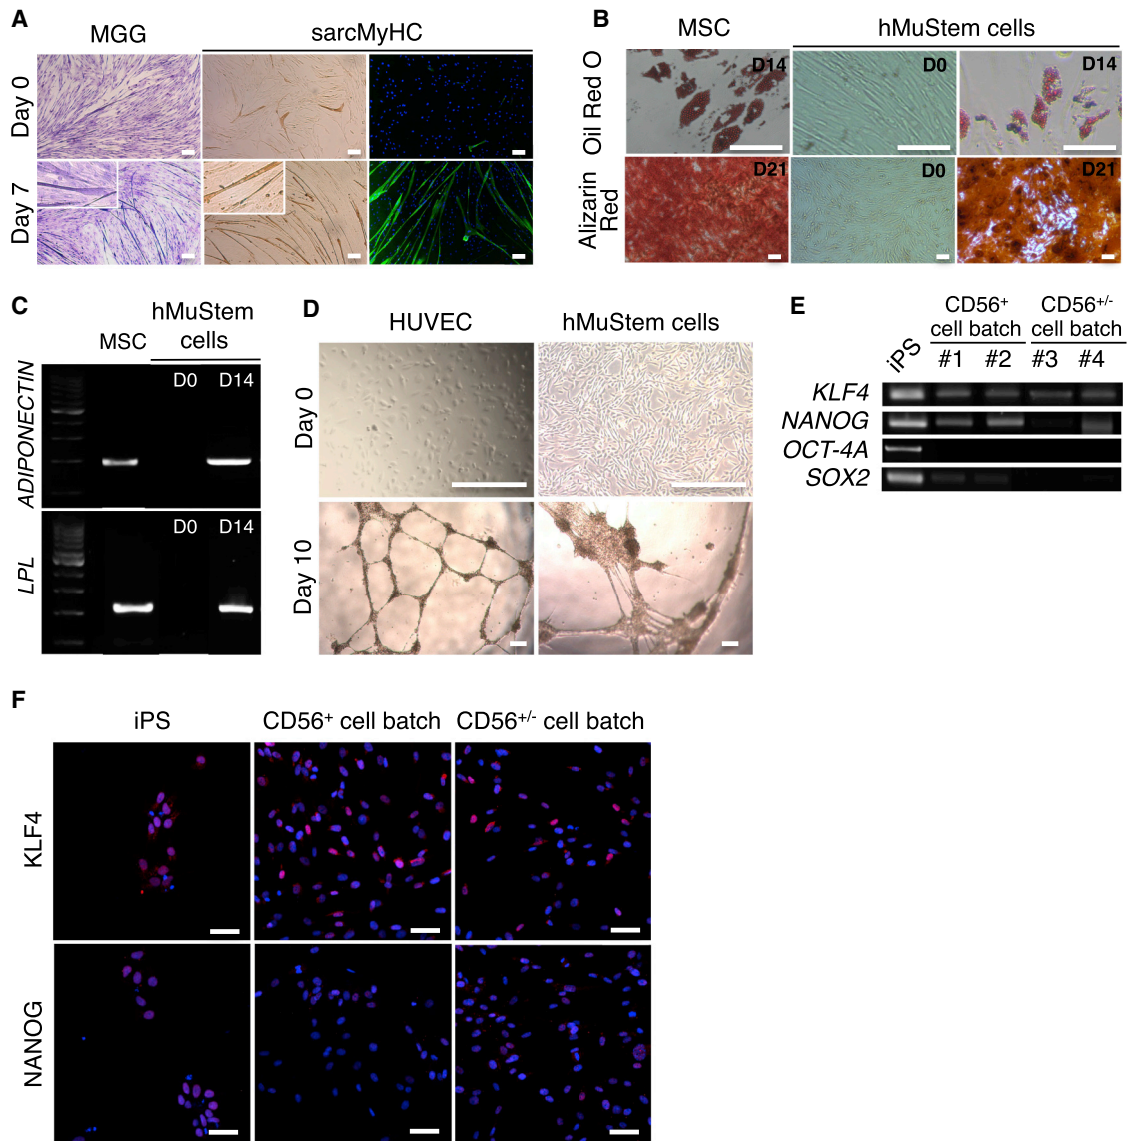 A
MGG
sarcMyHC
Day 0
Day 7
B
MSC
hMuStem cells
Oil Red O
D14
D0
D14
Alizarin
Red
D21
D0
D21
C
hMuStem
cells
MSC
ADIPONECTIN
D0
D14
LPL
D0
D14
D
HUVEC
hMuStem cells
Day 0
Day 10
E
CD56+
cell batch
CD56+/-
cell batch
iPS
#1
#2
#3
#4
KLF4
NANOG
OCT-4A
SOX2
F
iPS
CD56+ cell batch
CD56+/- cell batch
KLF4
NANOG